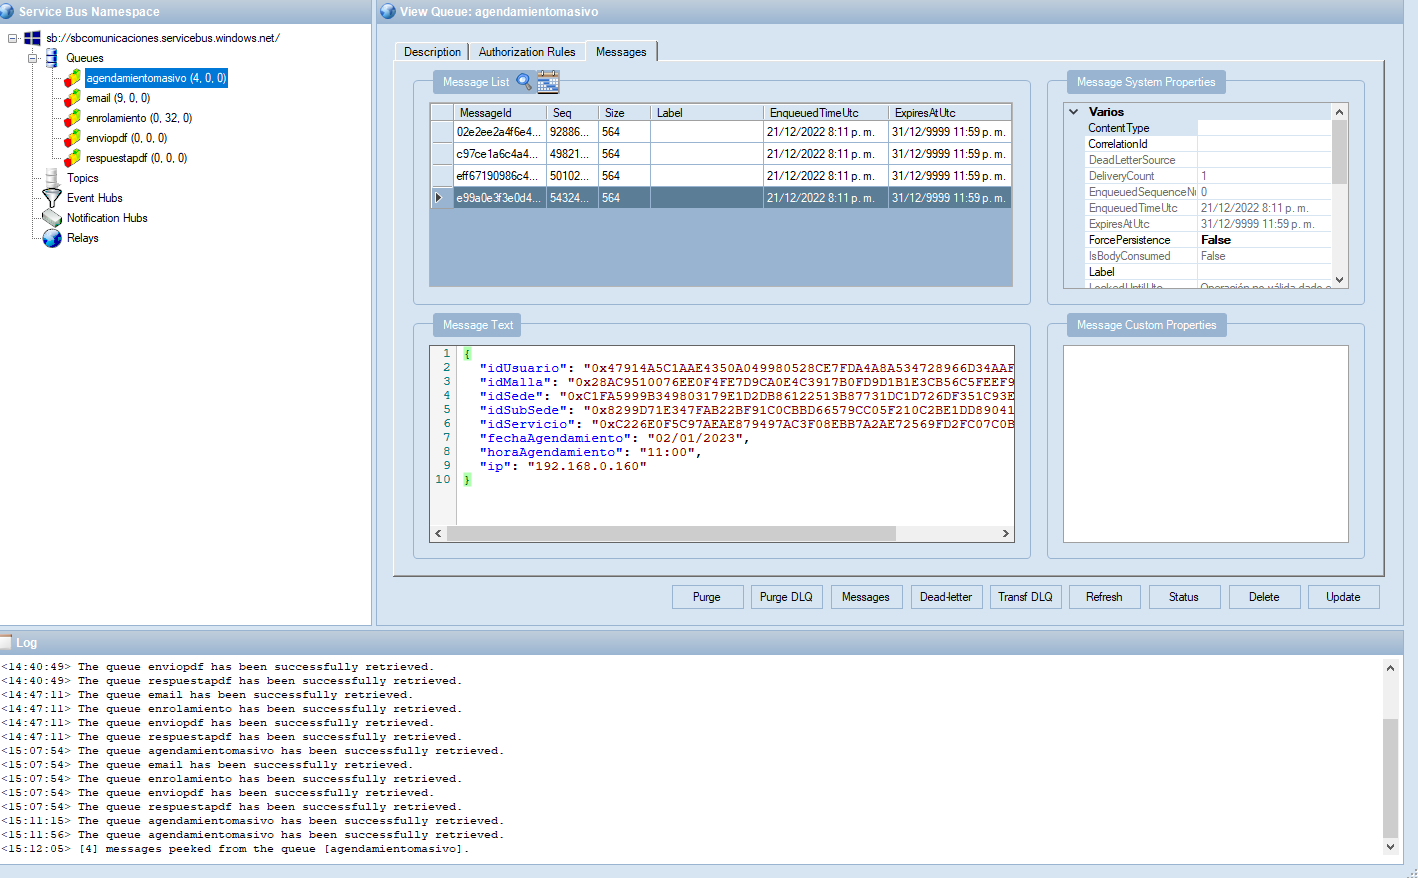 Service Bus Namespace
sb://sbcomunicaciones.servicebus.windows.net/
Queues
agendamientomasivo (4, 0, 0)
email (9, 0, 0)
enrolamiento (0, 32, 0)
enviopdf (0, 0, 0)
respuestapdf (0, 0, 0)
Topics
Event Hubs
Notification Hubs
Relays
View Queue: agendamientomasivo
Description Authorization Rules Messages
Message List
MessageId Seq Size Label EnqueuedTimeUtc ExpiresAtUtc
02e2ee2a4f6e4... 92886... 564 21/12/2022 8:11 p. m. 31/12/9999 11:59 p. m.
c97ce1a6c4a4... 49821... 564 21/12/2022 8:11 p. m. 31/12/9999 11:59 p. m.
eff67190986c4... 50102... 564 21/12/2022 8:11 p. m. 31/12/9999 11:59 p. m.
e99a0e3f3e0d4... 54324... 564 21/12/2022 8:11 p. m. 31/12/9999 11:59 p. m.
Message System Properties
Varios
ContentType
CorrelationId
DeadLetterSource
DeliveryCount 1
EnqueuedSequenceNu 0
EnqueuedTimeUtc 21/12/2022 8:11 p. m.
ExpiresAtUtc 31/12/9999 11:59 p. m.
ForcePersistence False
IsBodyConsumed False
Label
LockedUntilUtc Operación no válida dado
Message Text
1 {
2 "idUsuario": "0x47914A5C1AAE4350A049980528CE7FDA4A8A534728966D34AAF
3 "idMalla": "0x28AC9510076EE0F4FE7D9CA0E4C3917B0FD9D1B1E3CB56C5FEEF9
4 "idSede": "0xC1FA5999B349803179E1D2DB86122513B87731DC1D726DF351C93E
5 "idSubSede": "0x8299D71E347FAB22BF91C0CBBD66579CC05F210C2BE1DD89041
6 "idServicio": "0xC226E0F5C97AEAE879497AC3F08EBB7A2AE72569FD2FC07C0B
7 "fechaAgendamiento": "02/01/2023",
8 "horaAgendamiento": "11:00",
9 "ip": "192.168.0.160"
10 }
Message Custom Properties
Purge Purge DLQ Messages Dead-letter Transf DLQ Refresh Status Delete Update
Log
<14:40:49> The queue enviopdf has been successfully retrieved.
<14:40:49> The queue respuestapdf has been successfully retrieved.
<14:47:11> The queue email has been successfully retrieved.
<14:47:11> The queue enrolamiento has been successfully retrieved.
<14:47:11> The queue enviopdf has been successfully retrieved.
<14:47:11> The queue respuestapdf has been successfully retrieved.
<15:07:54> The queue agendamientomasivo has been successfully retrieved.
<15:07:54> The queue email has been successfully retrieved.
<15:07:54> The queue enrolamiento has been successfully retrieved.
<15:07:54> The queue enviopdf has been successfully retrieved.
<15:07:54> The queue respuestapdf has been successfully retrieved.
<15:11:15> The queue agendamientomasivo has been successfully retrieved.
<15:11:56> The queue agendamientomasivo has been successfully retrieved.
<15:12:05> [4] messages peeked from the queue [agendamientomasivo].